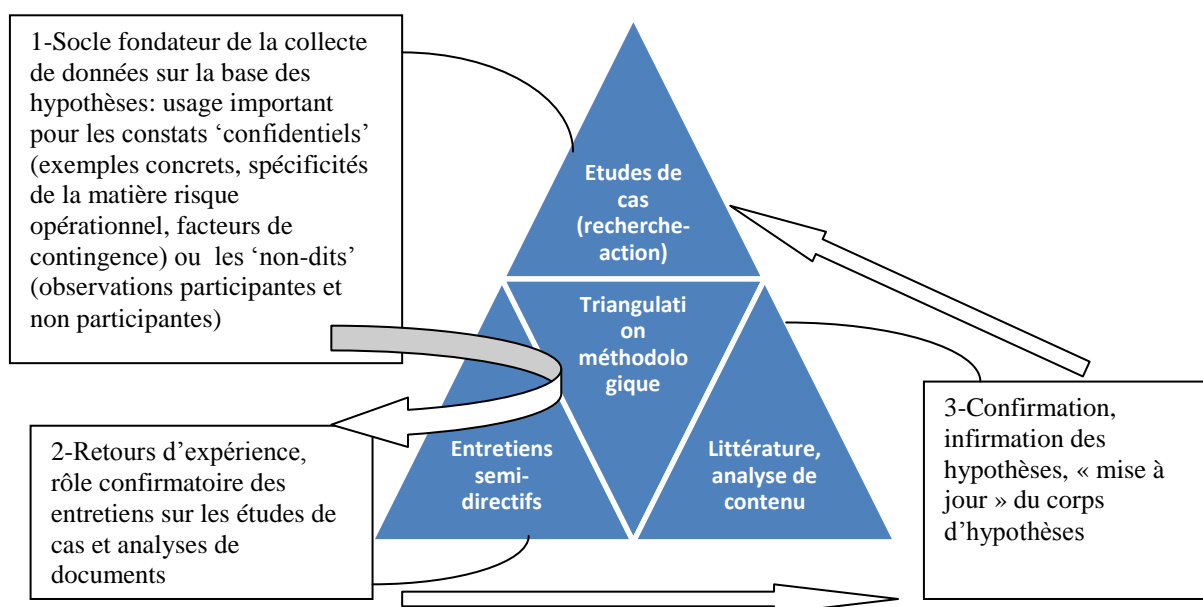 1-Socle fondateur de la collecte
de données sur la base des
hypothèses: usage important
pour les constats ‘confidentiels’
(exemples concrets, spécificités
de la matière risque
opérationnel, facteurs de
contingence) ou  les ‘non-dits’
(observations participantes et
non participantes)
Etudes de
cas
(recherche-
action)
Triangulati
on
méthodolo
gique
Entretiens
semi-
directifs
Littérature,
analyse de
contenu
2-Retours d’expérience,
rôle confirmatoire des
entretiens sur les études de
cas et analyses de
documents
3-Confirmation,
infirmation des
hypothèses, « mise à
jour » du corps
d’hypothèses